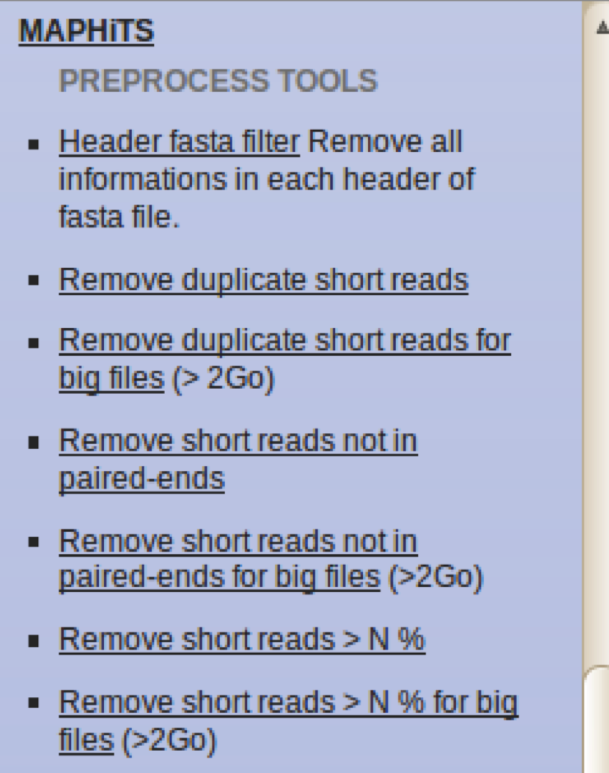 MAPHiTS
PREPROCESS TOOLS
Header fasta filter Remove all
informations in each header of
fasta file.
Remove duplicate short reads
Remove duplicate short reads for
big files (> 2Go)
Remove short reads not in
paired-ends
Remove short reads not in
paired-ends for big files (>2Go)
Remove short reads > N %
Remove short reads > N % for big
files (>2Go)